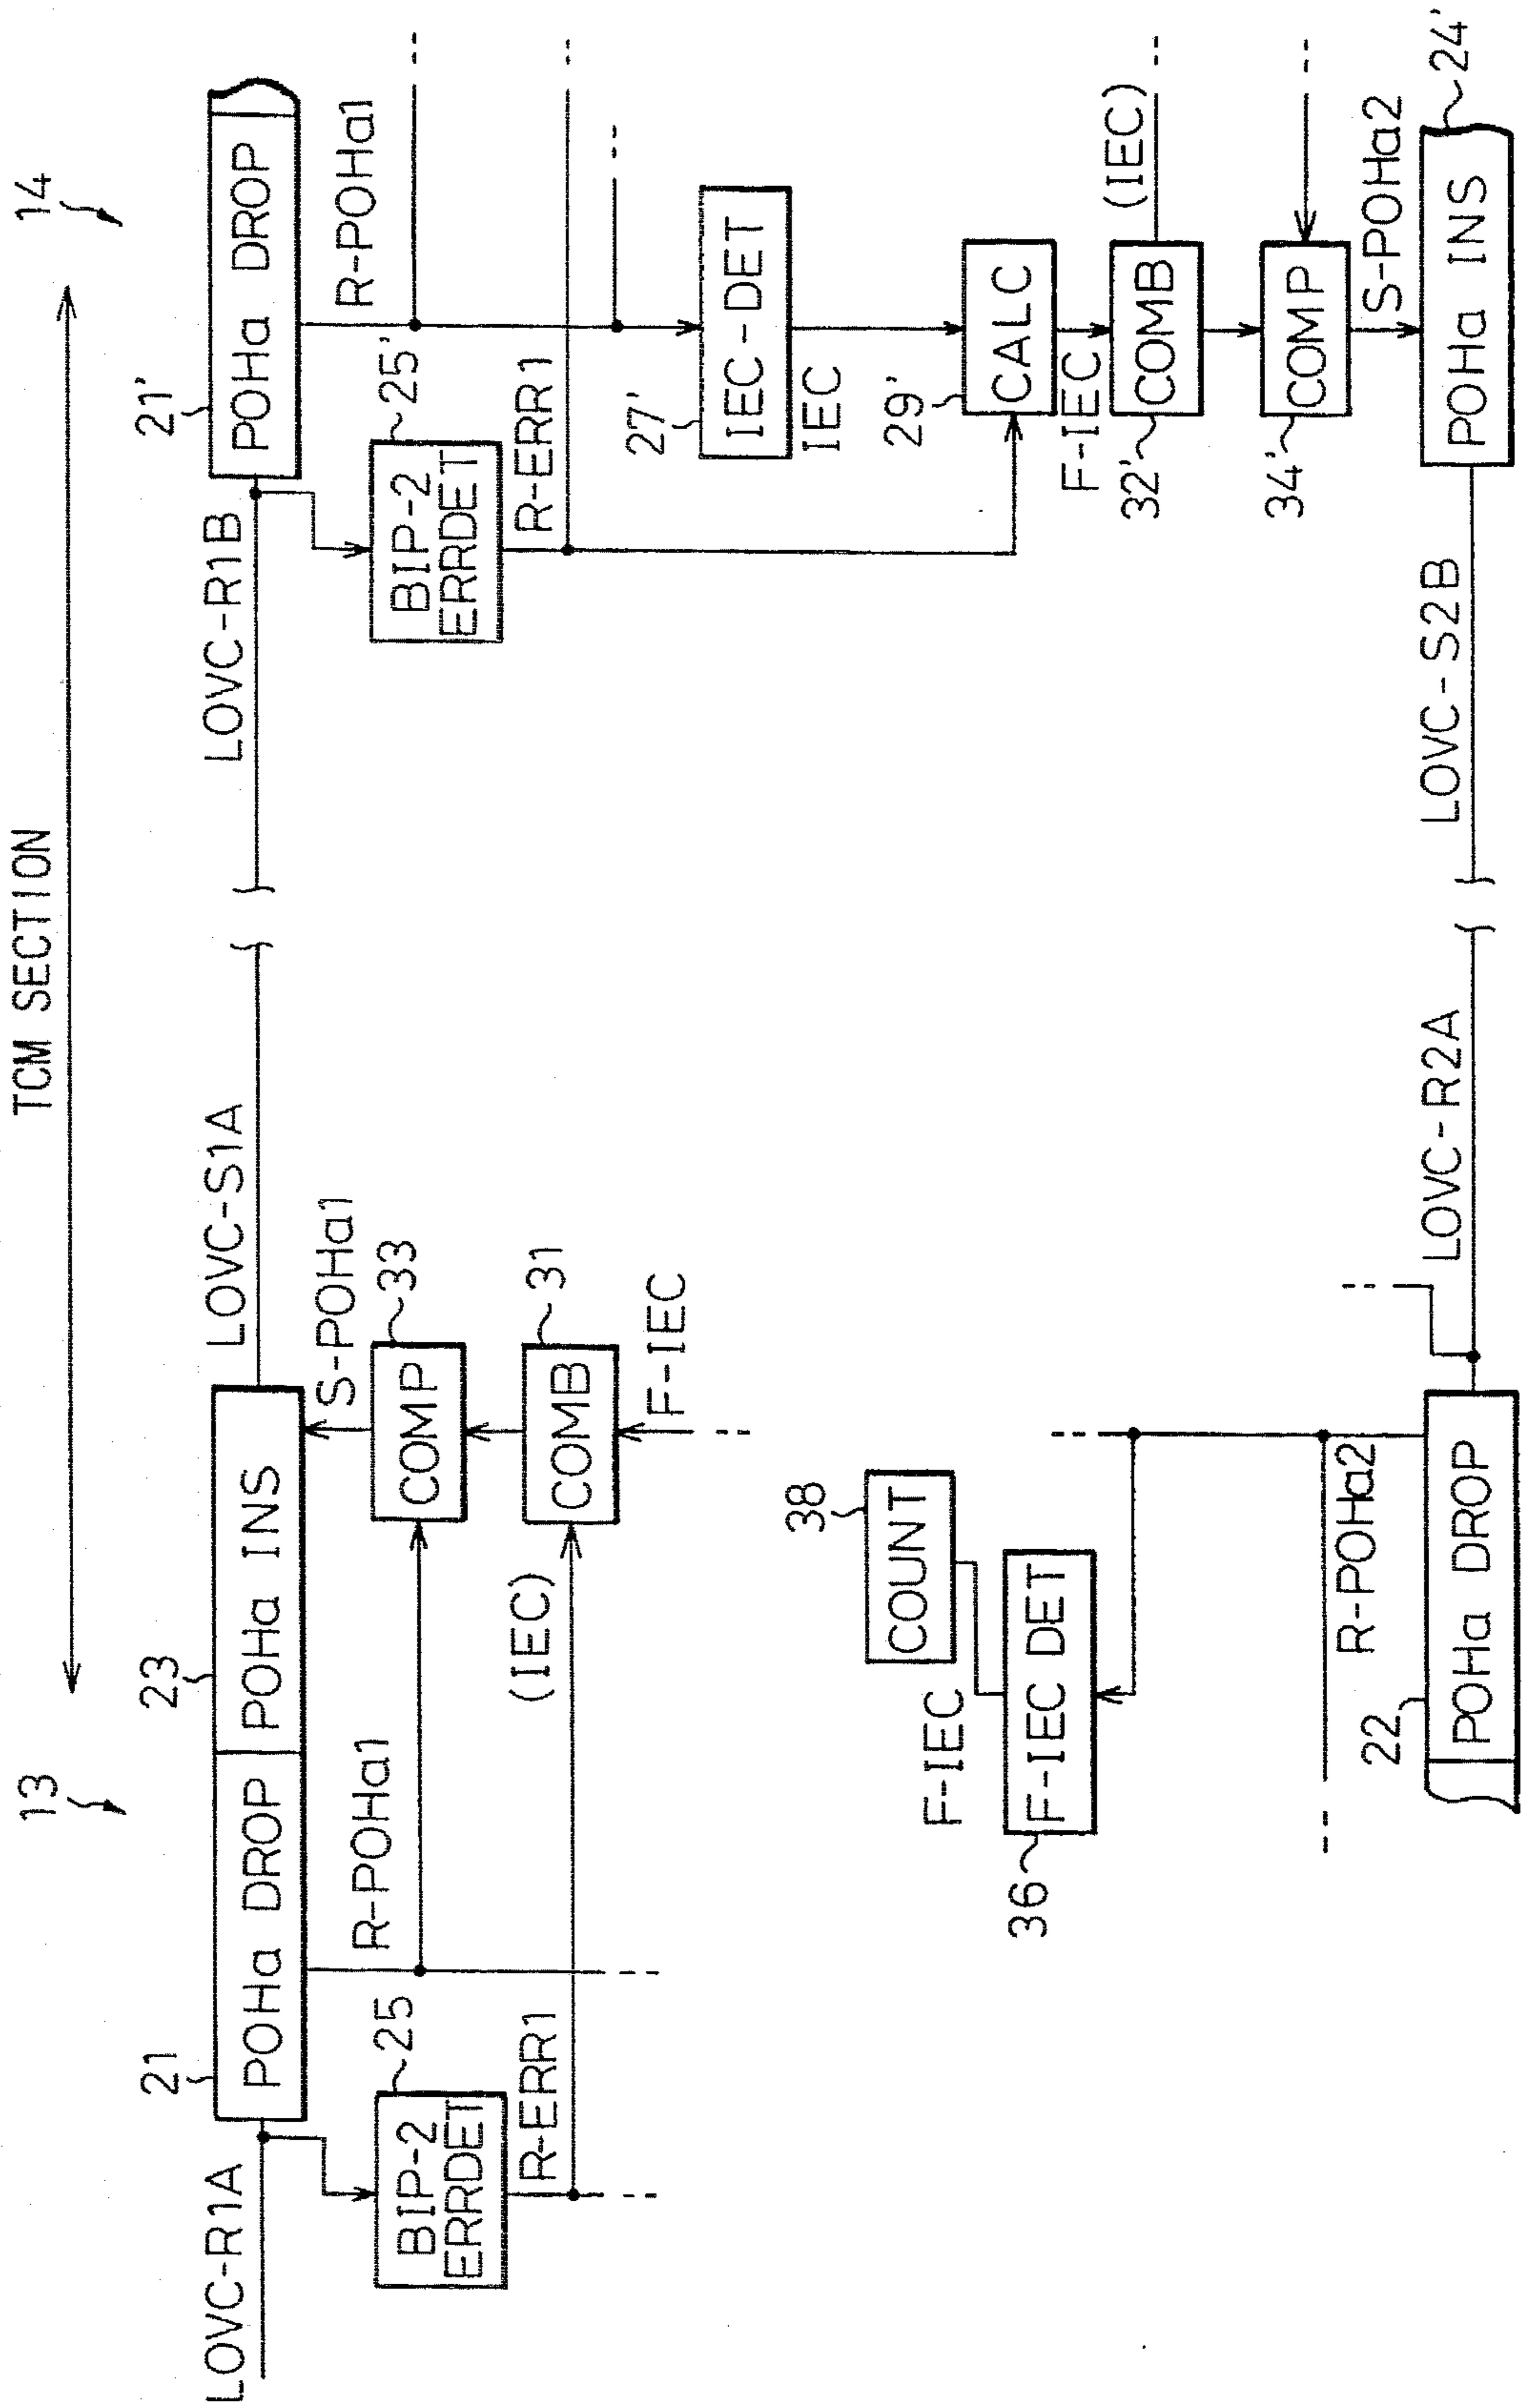 TCM SECTION
13
14
LOVC-R1A
21
POHa DROP
23
POHa INS
LOVC-S1A
LOVC-R1B
21'
POHa DROP
BIP-2
ERRDET
25
R-ERR1
R-POHa1
(IEC)
S-POHa1
COMP
33
COMB
31
F-IEC
BIP-2
ERRDET
25'
R-ERR1
R-POHa1
27'
IEC-DET
IEC
29'
CALC
F-IEC
32'
COMB
(IEC)
34'
COMP
S-POHa2
POHa INS
24'
LOVC-S2B
LOVC-R2A
38
COUNT
F-IEC
36
F-IEC DET
R-POHa2
22
POHa DROP